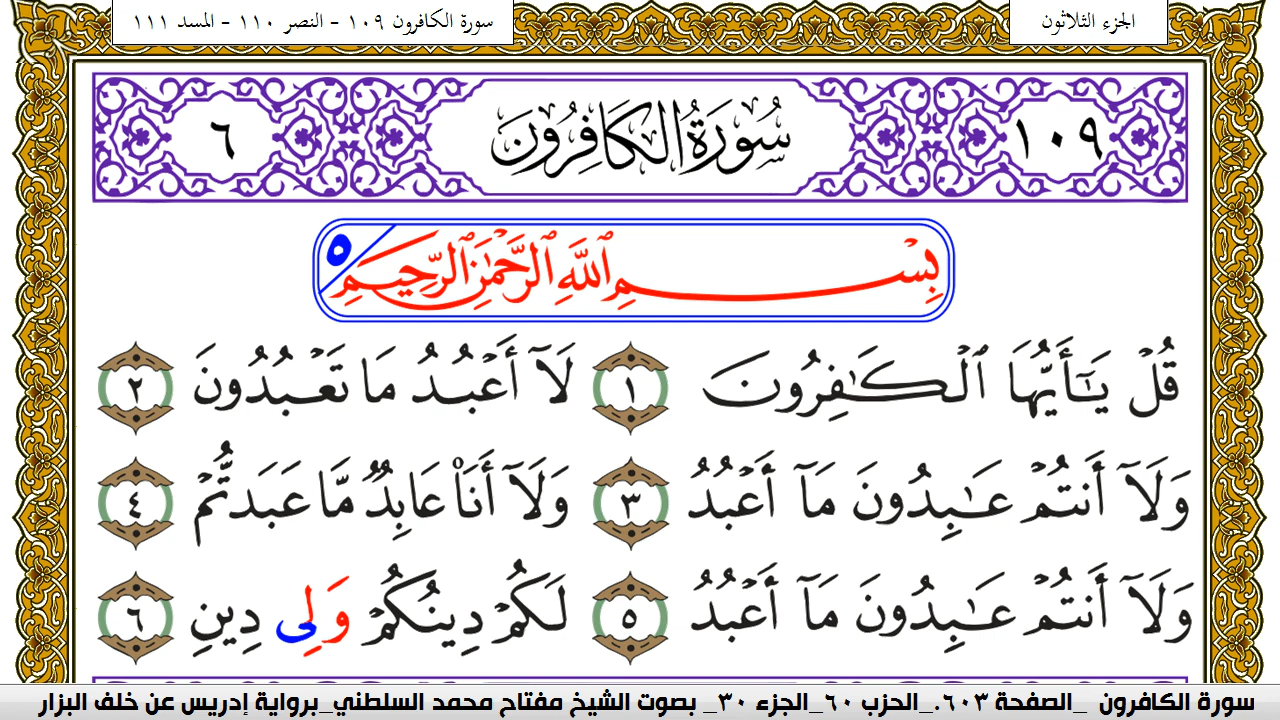 الجزء الثلاثون
سورة الكافرون ١٠٩ - النصر ١١٠ - المسد ١١١
١٠٩ سُورَةُ الكَافِرُونَ ٦
بِسْمِ اللَّهِ الرَّحْمَٰنِ الرَّحِيمِ ٥
قُلْ يَٰٓأَيُّهَا ٱلْكَٰفِرُونَ ١ لَآ أَعْبُدُ مَا تَعْبُدُونَ ٢
وَلَآ أَنتُمْ عَٰبِدُونَ مَآ أَعْبُدُ ٣ وَلَآ أَنَا۠ عَابِدٌ مَّا عَبَدتُّمْ ٤
وَلَآ أَنتُمْ عَٰبِدُونَ مَآ أَعْبُدُ ٥ لَكُمْ دِينُكُمْ وَلِى دِينِ ٦
سورة الكافرون _الصفحة ٦٠٣._الحزب ٦٠_الجزء ٣٠_ بصوت الشيخ مفتاح محمد السلطني_برواية إدريس عن خلف البزار